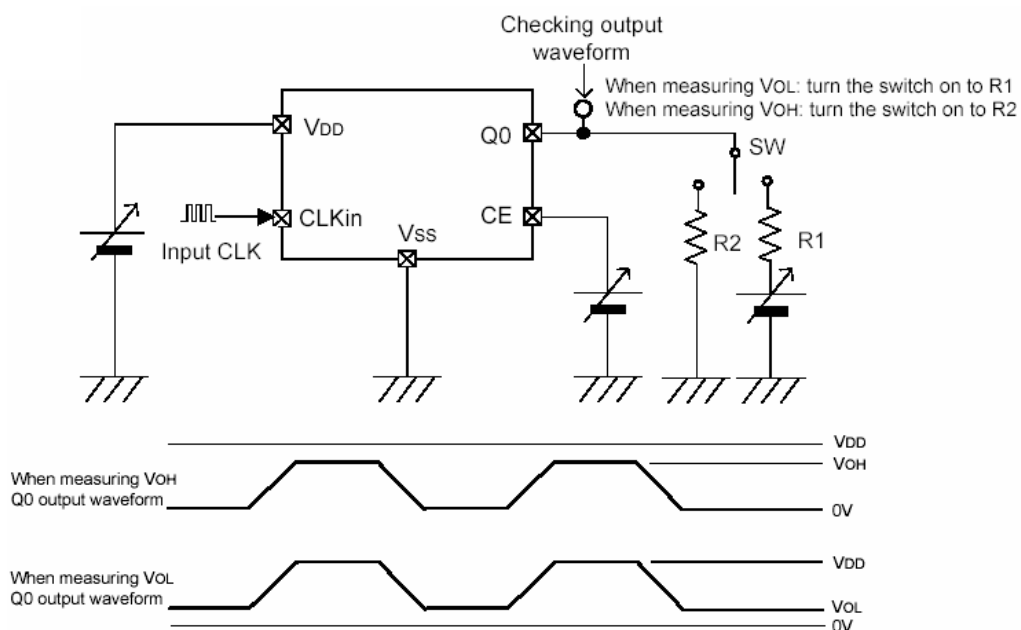 Checking output
waveform
When measuring VOL: turn the switch on to R1
When measuring VOH: turn the switch on to R2
VDD
Q0
SW
CLKin
CE
Input CLK
VSS
R2
R1
VDD
When measuring VOH
Q0 output waveform
VOH
0V
When measuring VOL
Q0 output waveform
VDD
VOL
0V